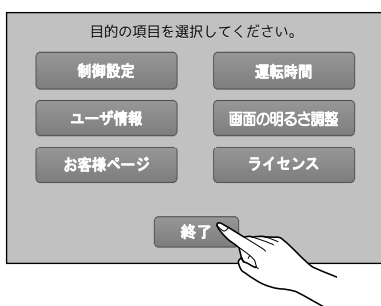 目的の項目を選択してください。
制御設定 運転時間
ユーザ情報 画面の明るさ調整
お客様ページ ライセンス
終了